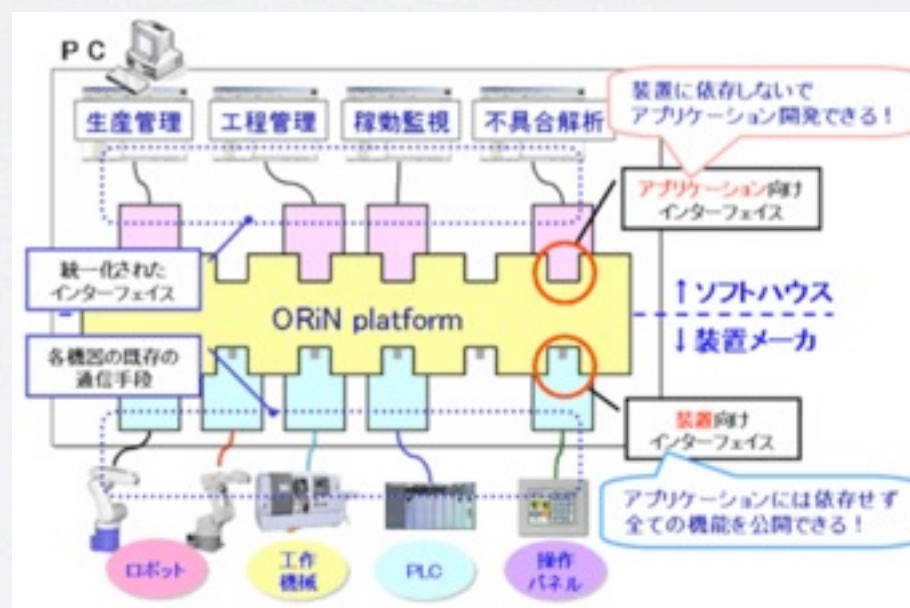 PC
生産管理
工程管理
稼動監視
不具合解析
装置に依存しないで
アプリケーション開発できる！
アプリケーション向け
インターフェイス
統一化された
インターフェイス
ORiN platform
↑ソフトハウス
↓装置メーカ
各機器の既存の
通信手段
装置向け
インターフェイス
アプリケーションには依存せず
全ての機能を公開できる！
ロボット
工作
機械
PLC
操作
パネル